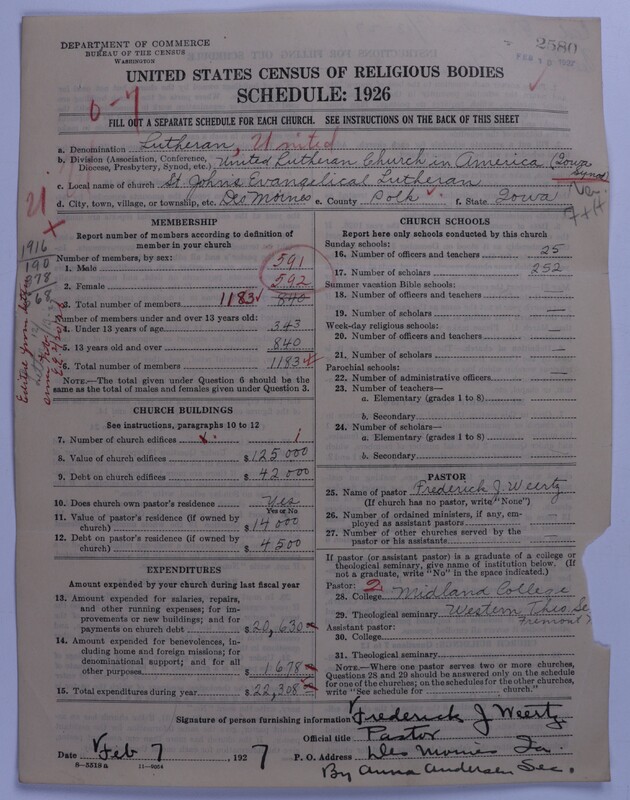 DEPARTMENT OF COMMERCE
BUREAU OF THE CENSUS
WASHINGTON
2580
UNITED STATES CENSUS OF RELIGIOUS BODIES
SCHEDULE: 1926
0-7
FILL OUT A SEPARATE SCHEDULE FOR EACH CHURCH. SEE INSTRUCTIONS ON THE BACK OF THIS SHEET
a. Denomination Lutheran, United
b. Division (Association, Conference, Diocese, Presbytery, Synod, etc.) United Lutheran Church in America (Iowa Synod)
c. Local name of church St Johns Evangelical Lutheran
d. City, town, village, or township, etc. Des Moines e. County Polk f. State Iowa
21
1916
190
378
568
MEMBERSHIP
Report number of members according to definition of
member in your church
Number of members, by sex:
1. Male 591
2. Female 592
3. Total number of members 1183 840
Number of members under and over 13 years old:
4. Under 13 years of age 343
5. 13 years old and over 840
6. Total number of members 1183
NOTE.—The total given under Question 6 should be the
same as the total of males and females given under Question 3.
CHURCH BUILDINGS
See instructions, paragraphs 10 to 12
7. Number of church edifices 1
8. Value of church edifices $125000
9. Debt on church edifices $42000
10. Does church own pastor's residence Yes
Yes or No
11. Value of pastor's residence (if owned by
church) $14000
12. Debt on pastor's residence (if owned by
church) $4500
EXPENDITURES
Amount expended by your church during last fiscal year
13. Amount expended for salaries, repairs,
and other running expenses; for im-
provements or new buildings; and for
payments on church debt $20,630
14. Amount expended for benevolences, in-
cluding home and foreign missions; for
denominational support; and for all
other purposes $1678
15. Total expenditures during year $22,308
CHURCH SCHOOLS
Report here only schools conducted by this church
Sunday schools:
16. Number of officers and teachers 25
17. Number of scholars 252
Summer vacation Bible schools:
18. Number of officers and teachers —
19. Number of scholars —
Week-day religious schools:
20. Number of officers and teachers —
21. Number of scholars —
Parochial schools:
22. Number of administrative officers —
23. Number of teachers—
a. Elementary (grades 1 to 8)
b. Secondary
24. Number of scholars—
a. Elementary (grades 1 to 8)
b. Secondary
PASTOR
25. Name of pastor Frederick J. Weertz
(If church has no pastor, write "None")
26. Number of ordained ministers, if any, em-
ployed as assistant pastors —
27. Number of other churches served by the
pastor or his assistants
If pastor (or assistant pastor) is a graduate of a college or
theological seminary, give name of institution below. (If
not a graduate, write "No" in the space indicated.)
Pastor: 2
28. College Midland College
29. Theological seminary Western Theo. Se
Fremont
Assistant pastor:
30. College
31. Theological seminary
NOTE.—Where one pastor serves two or more churches,
Questions 28 and 29 should be answered only on the schedule
for one of the churches; on the schedules for the other churches,
write "See schedule for church."
Signature of person furnishing information Frederick J Weertz
Official title Pastor
Date Feb 7, 1927 P. O. Address Des Moines Ia.
8-5518a 11-9664
By Anna Andersen Sec.